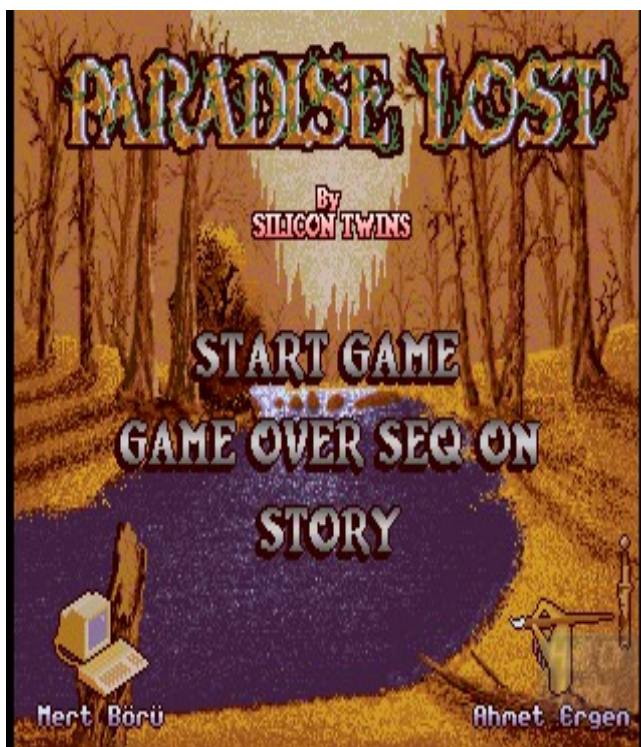 PARADISE LOST
By
SILICON TWINS
START GAME
GAME OVER SEQ ON
STORY
Mert Börü
Ahmet Ergen